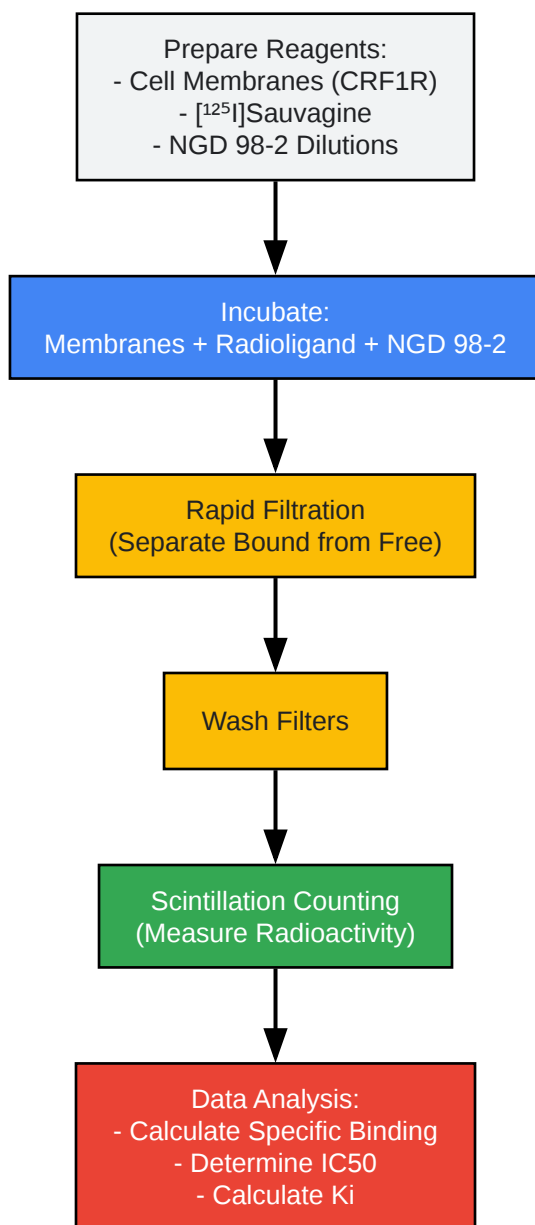 Prepare Reagents:
- Cell Membranes (CRF1R)
- [¹²⁵I]Sauvagine
- NGD 98-2 Dilutions
Incubate:
Membranes + Radioligand + NGD 98-2
Rapid Filtration
(Separate Bound from Free)
Wash Filters
Scintillation Counting
(Measure Radioactivity)
Data Analysis:
- Calculate Specific Binding
- Determine IC50
- Calculate Ki